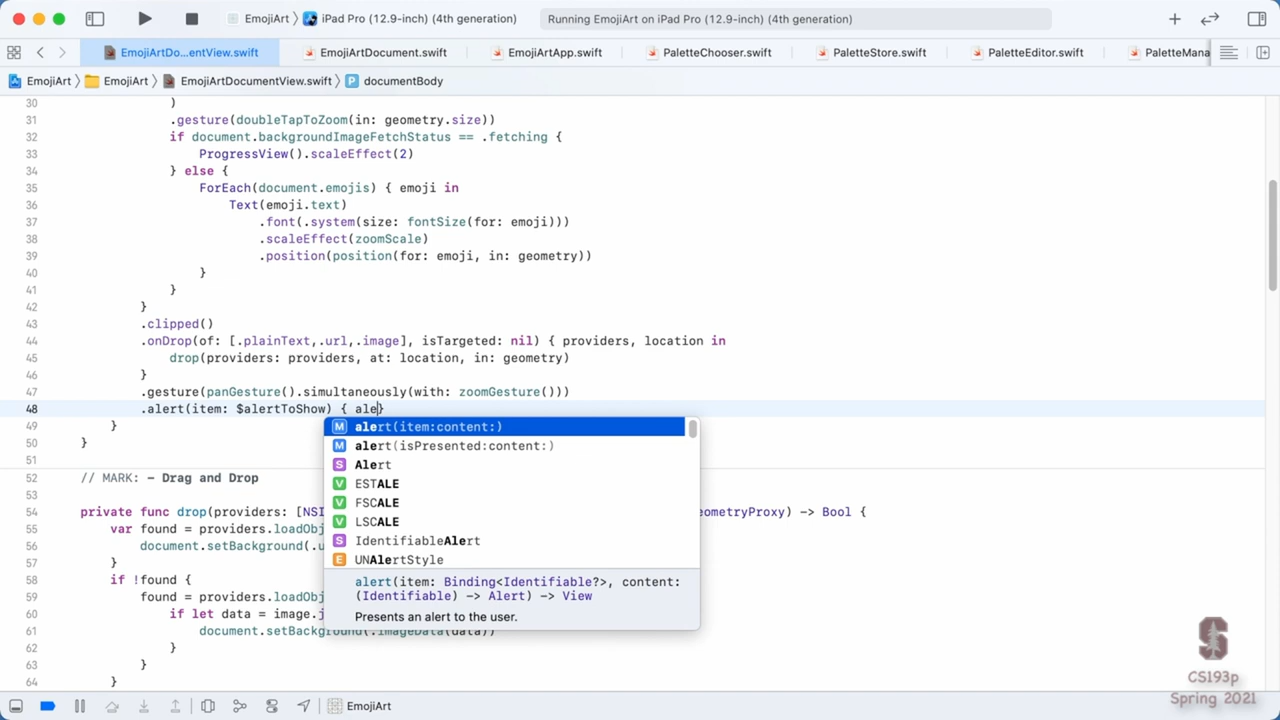 EmojiArt 〉 iPad Pro (12.9-inch) (4th generation)
Running EmojiArt on iPad Pro (12.9-inch) (4th generation)
EmojiArtDo...entView.swift
EmojiArtDocument.swift
EmojiArtApp.swift
PaletteChooser.swift
PaletteStore.swift
PaletteEditor.swift
PaletteMana
EmojiArt 〉 EmojiArt 〉 EmojiArtDocumentView.swift 〉 P documentBody
30 )
31 .gesture(doubleTapToZoom(in: geometry.size))
32 if document.backgroundImageFetchStatus == .fetching {
33 ProgressView().scaleEffect(2)
34 } else {
35 ForEach(document.emojis) { emoji in
36 Text(emoji.text)
37 .font(.system(size: fontSize(for: emoji)))
38 .scaleEffect(zoomScale)
39 .position(position(for: emoji, in: geometry))
40 }
41 }
42 }
43 .clipped()
44 .onDrop(of: [.plainText,.url,.image], isTargeted: nil) { providers, location in
45 drop(providers: providers, at: location, in: geometry)
46 }
47 .gesture(panGesture().simultaneously(with: zoomGesture()))
48 .alert(item: $alertToShow) { ale}
49 }
50 }
51
52 // MARK: - Drag and Drop
53
54 private func drop(providers: [NSI
eometryProxy) -> Bool {
55 var found = providers.loadObj
56 document.setBackground(.u
57 }
58 if !found {
59 found = providers.loadObj
60 if let data = image.j
61 document.setBackground(.imageData(data))
62 }
63 }
64 }
M alert(item:content:)
M alert(isPresented:content:)
S Alert
V ESTALE
V FSCALE
V LSCALE
S IdentifiableAlert
E UNAlertStyle
alert(item: Binding<Identifiable?>, content:
(Identifiable) -> Alert) -> View
Presents an alert to the user.
EmojiArt
S
CS193p
Spring 2021